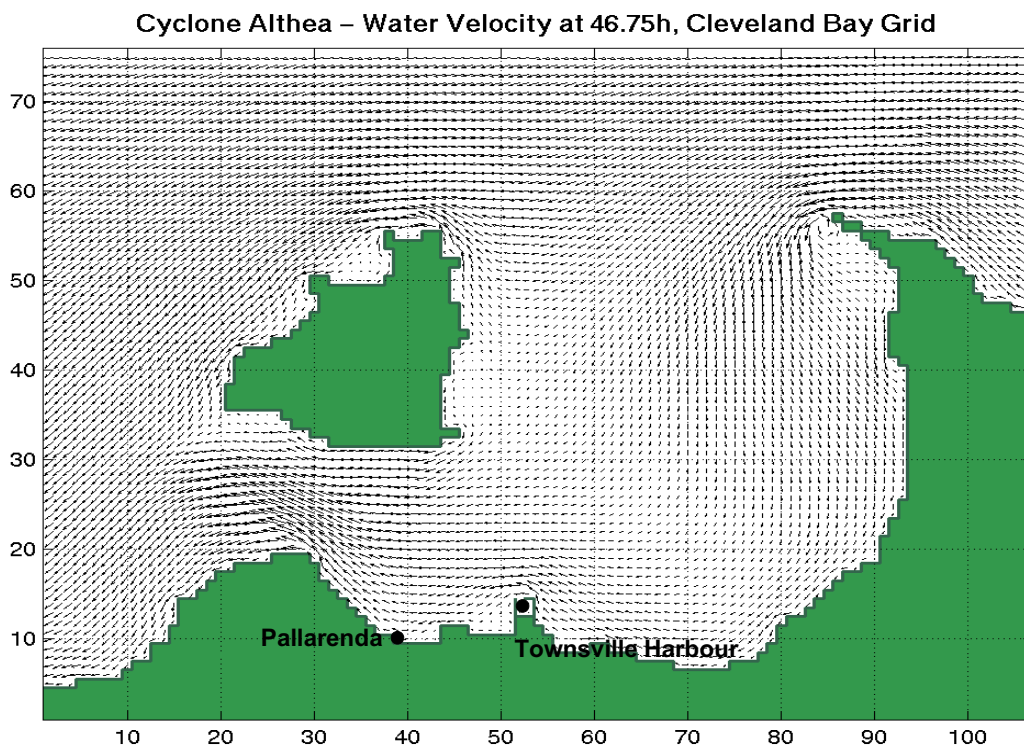 Cyclone Althea – Water Velocity at 46.75h, Cleveland Bay Grid
70
60
50
40
30
20
10
Pallarenda
Townsville Harbour
10 20 30 40 50 60 70 80 90 100